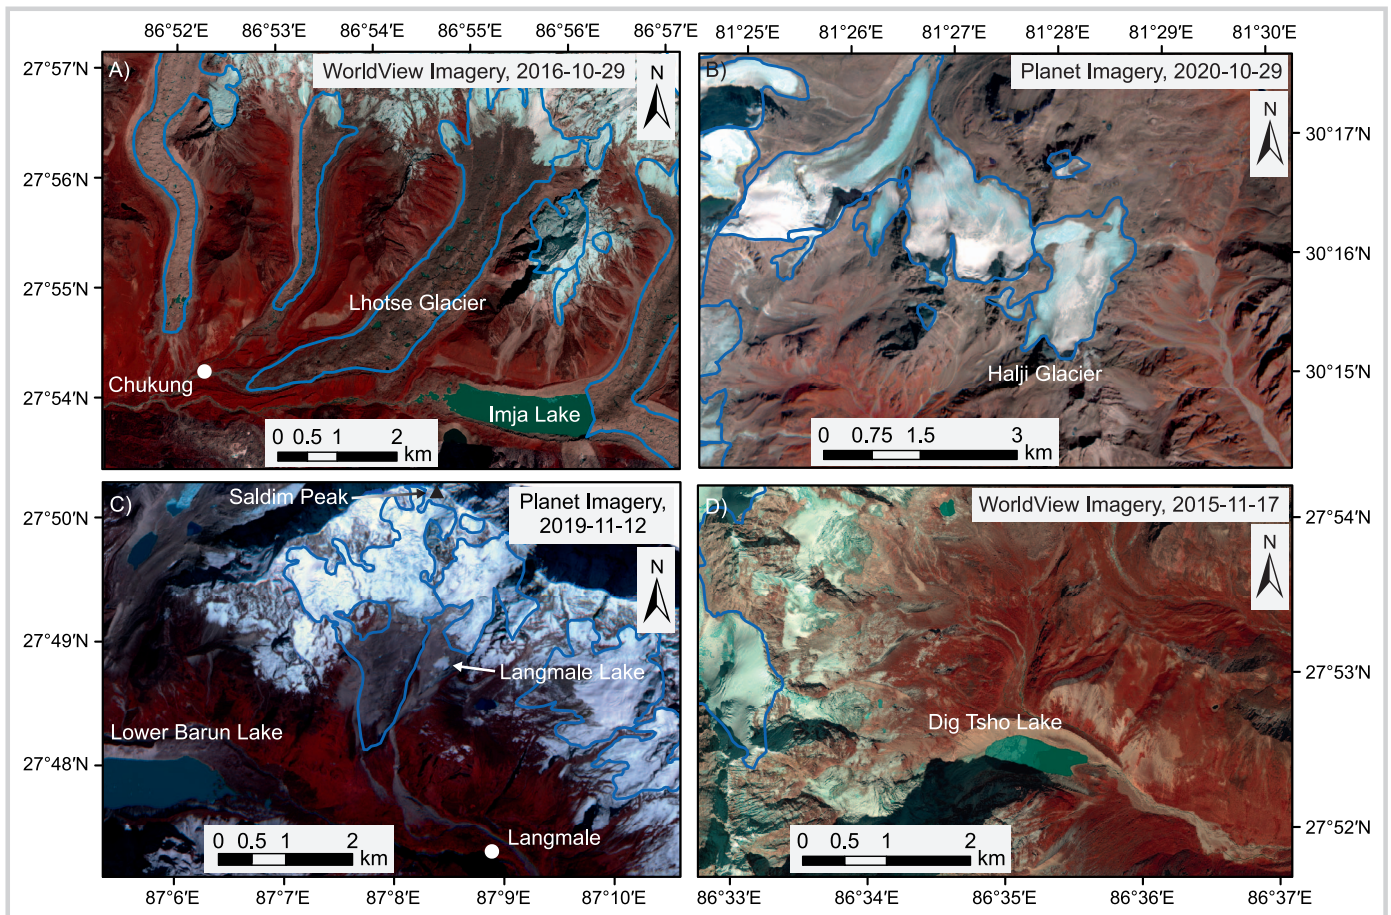 86°52'E 86°53'E 86°54'E 86°55'E 86°56'E 86°57'E
81°25'E 81°26'E 81°27'E 81°28'E 81°29'E 81°30'E
A)
WorldView Imagery, 2016-10-29
N
27°57'N
27°56'N
27°55'N
27°54'N
Lhotse Glacier
Chukung
Imja Lake
0 0.5 1 2
km
B)
Planet Imagery, 2020-10-29
N
30°17'N
30°16'N
30°15'N
Halji Glacier
0 0.75 1.5 3
km
C)
Saldim Peak
Planet Imagery,
2019-11-12
N
27°50'N
27°49'N
27°48'N
Langmale Lake
Lower Barun Lake
Langmale
0 0.5 1 2
km
87°6'E 87°7'E 87°8'E 87°9'E 87°10'E
D)
WorldView Imagery, 2015-11-17
N
27°54'N
27°53'N
27°52'N
Dig Tsho Lake
0 0.5 1 2
km
86°33'E 86°34'E 86°35'E 86°36'E 86°37'E